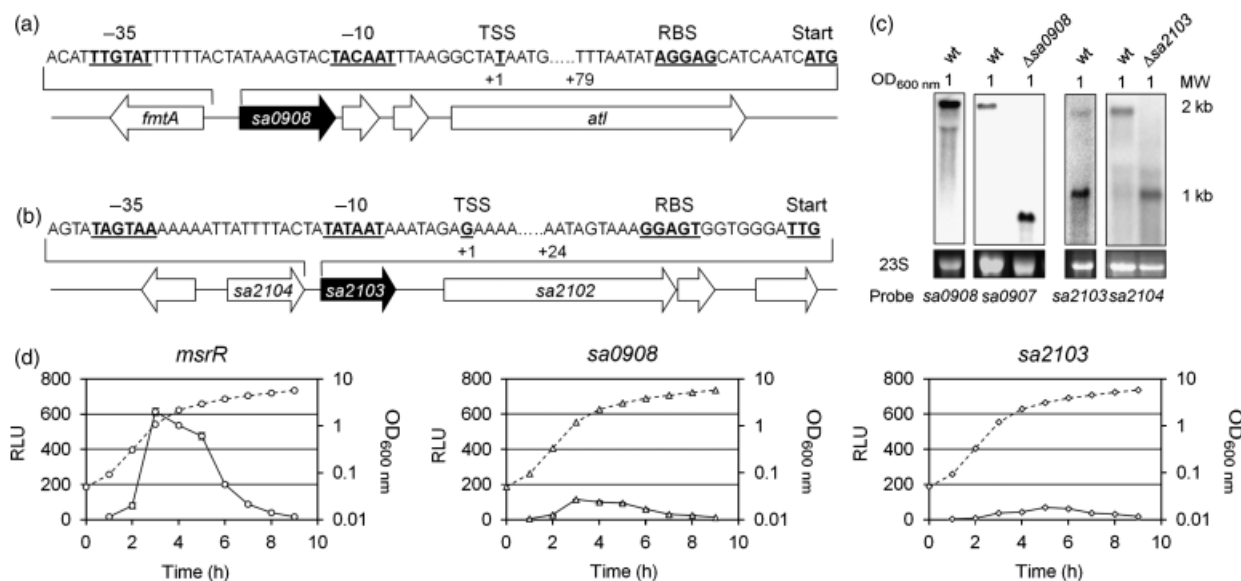 (a)
–35 –10 TSS RBS Start
ACATTTGTATTTTTTACTATAAAGTACTACAATTTAAGGCTATAATG.....TTTAATATAGGAGCATCAATCATG
+1 +79
fmtA sa0908 atl
(b)
–35 –10 TSS RBS Start
AGTATAGTAAAAAAATTATTTTACTATATAATAAATAGAGAAAA.....AATAGTAAAGGAGTGGTGGGATTG
+1 +24
sa2104 sa2103 sa2102
(c)
wt wt Δsa0908 wt wt Δsa2103
OD600 nm 1 1 1 1 1 1 MW
2 kb
1 kb
23S
Probe sa0908 sa0907 sa2103 sa2104
(d)
msrR
RLU
800
600
400
200
0
10
1
0.1
0.01
OD600 nm
0 2 4 6 8 10
Time (h)
sa0908
RLU
800
600
400
200
0
10
1
0.1
0.01
OD600 nm
0 2 4 6 8 10
Time (h)
sa2103
RLU
800
600
400
200
0
10
1
0.1
0.01
OD600 nm
0 2 4 6 8 10
Time (h)